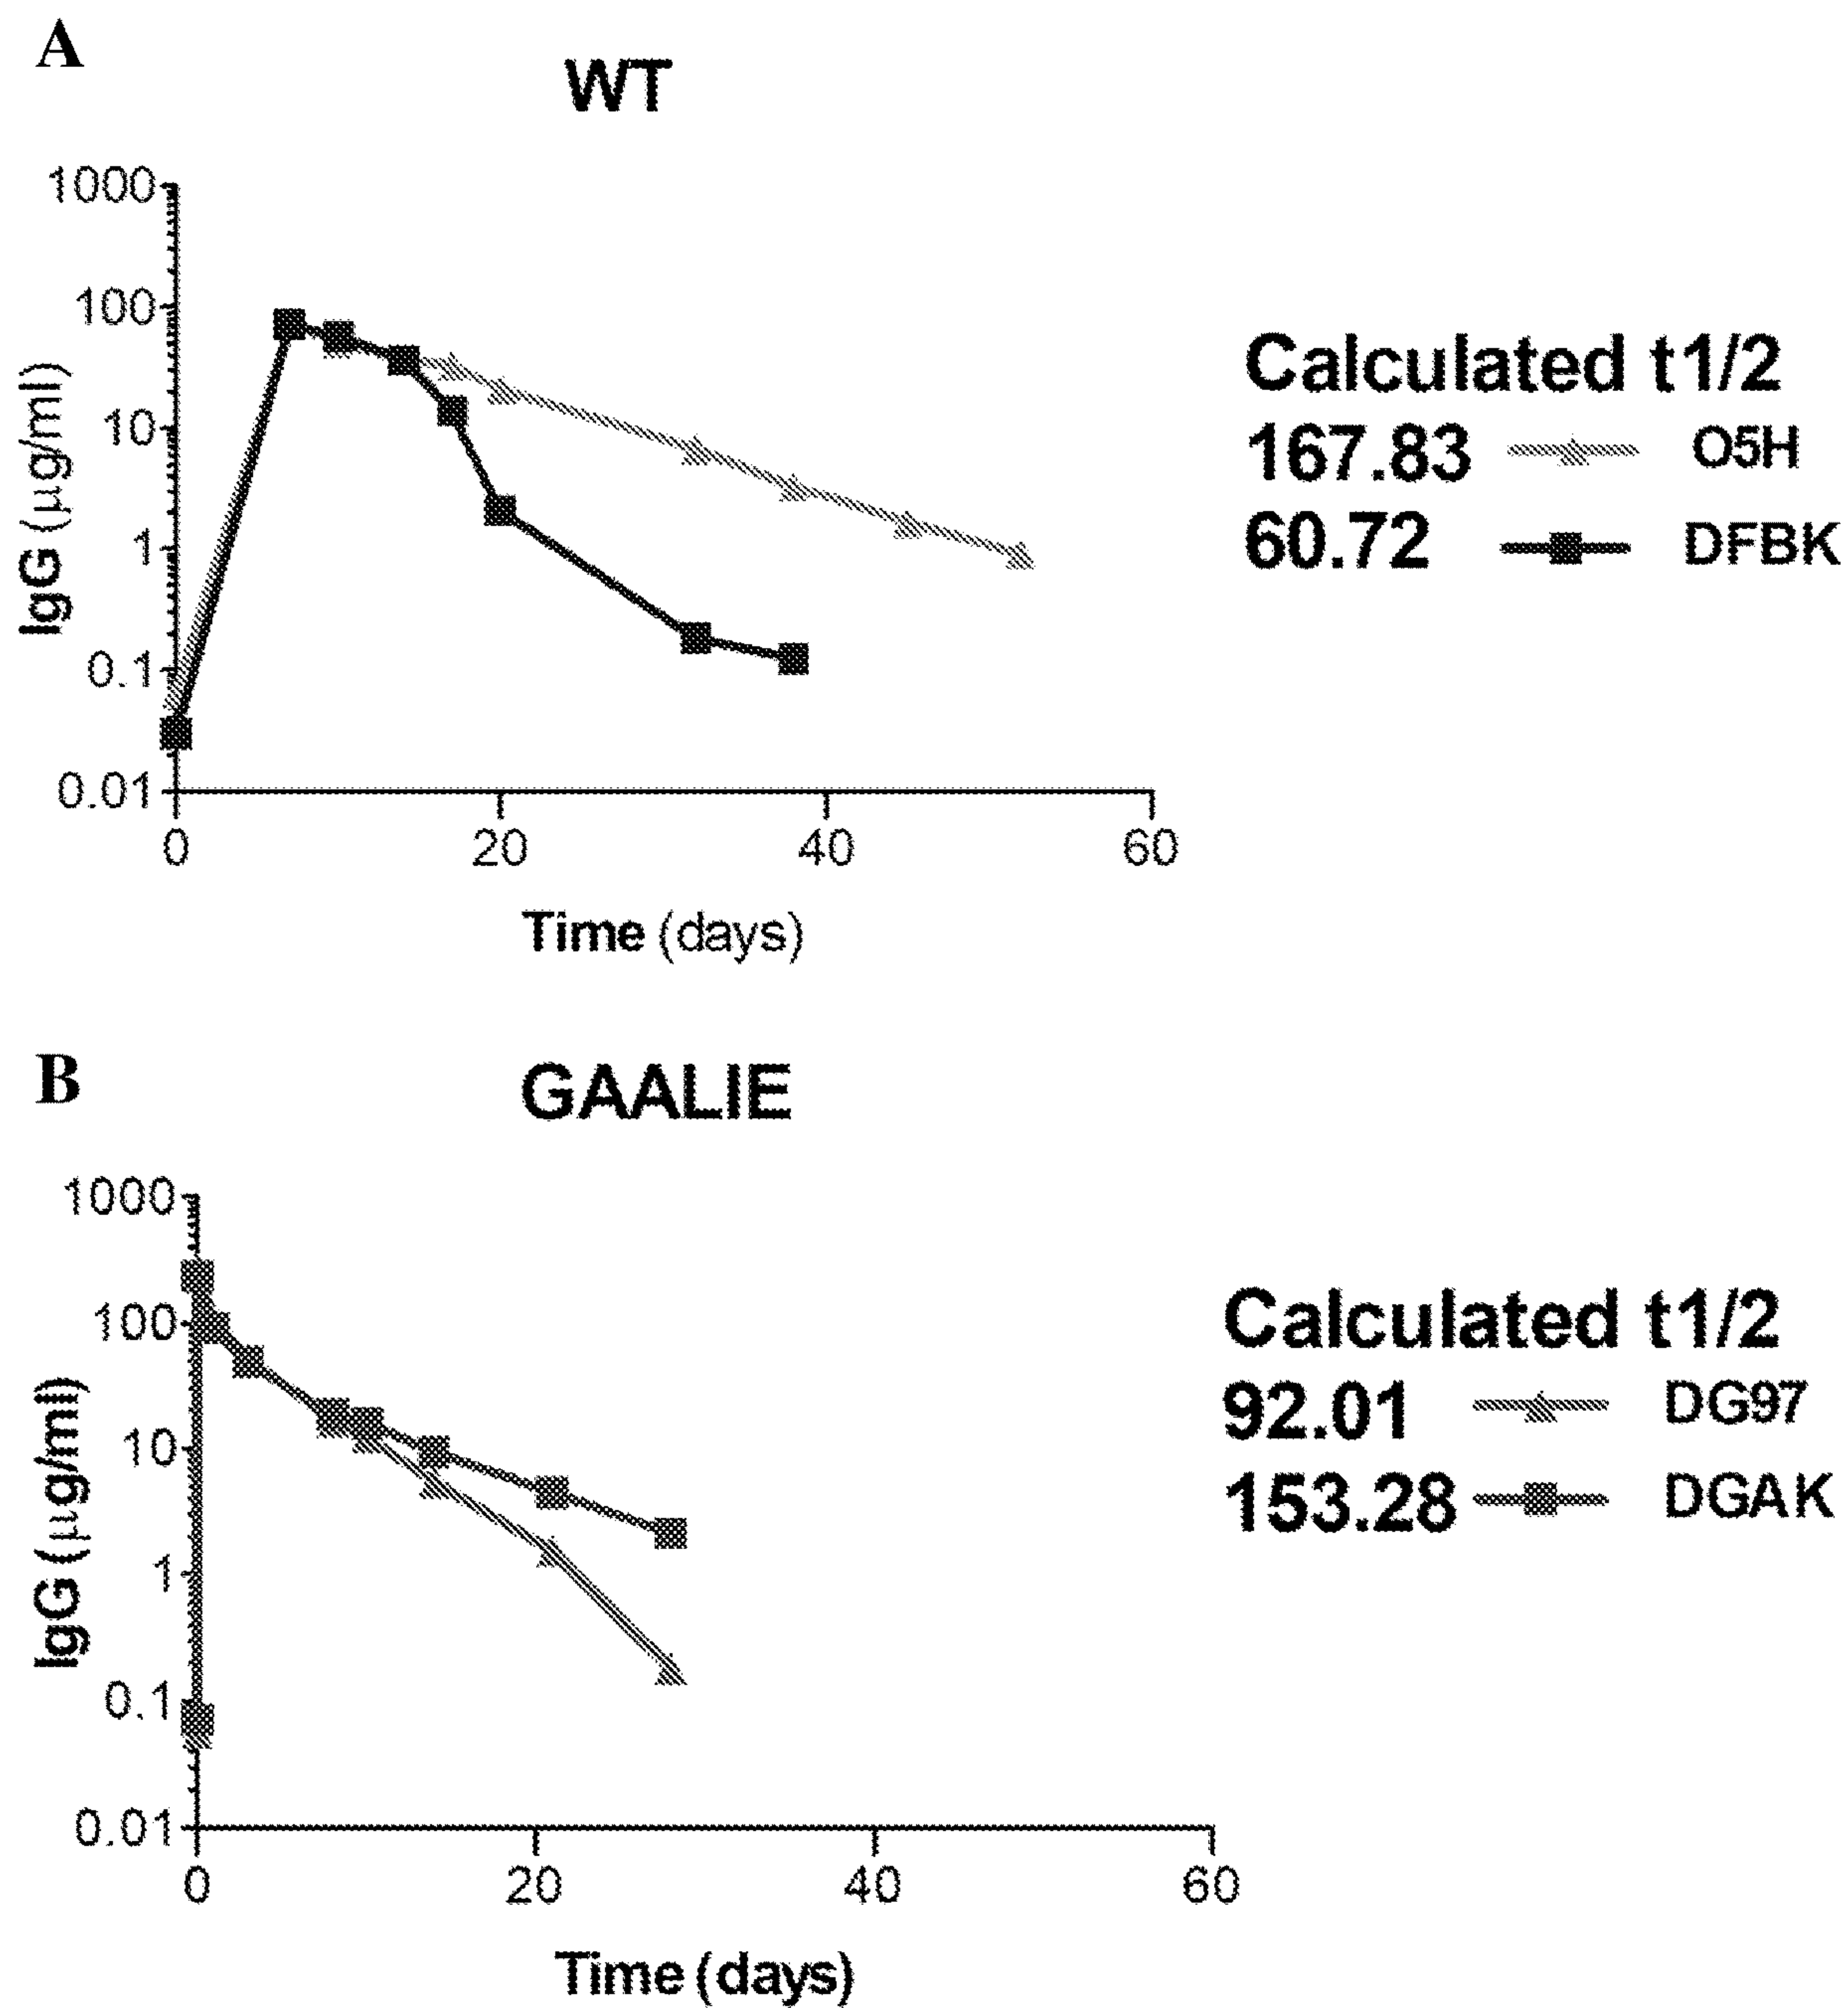 A
WT
1000
100
10
1
0.1
0.01
0 20 40 60
IgG (μg/ml)
Time (days)
Calculated t1/2
167.83 O5H
60.72 DFBK
B
GAALIE
1000
100
10
1
0.1
0.01
0 20 40 60
IgG (μg/ml)
Time (days)
Calculated t1/2
92.01 DG97
153.28 DGAK